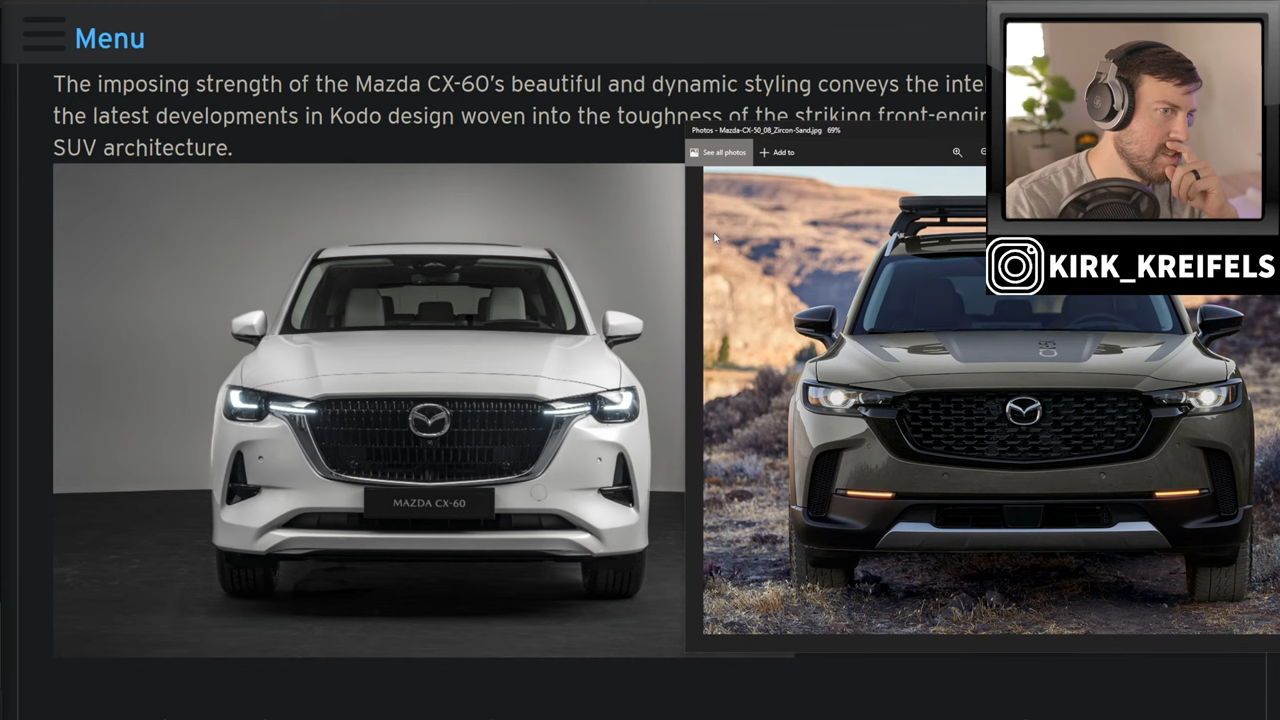 Menu
The imposing strength of the Mazda CX-60's beautiful and dynamic styling conveys the inte
the latest developments in Kodo design woven into the toughness of the striking front-engin
SUV architecture.
Photos - Mazda-CX-50_08_Zircon-Sand.jpg 69%
See all photos
Add to
KIRK_KREIFELS
MAZDA CX-60